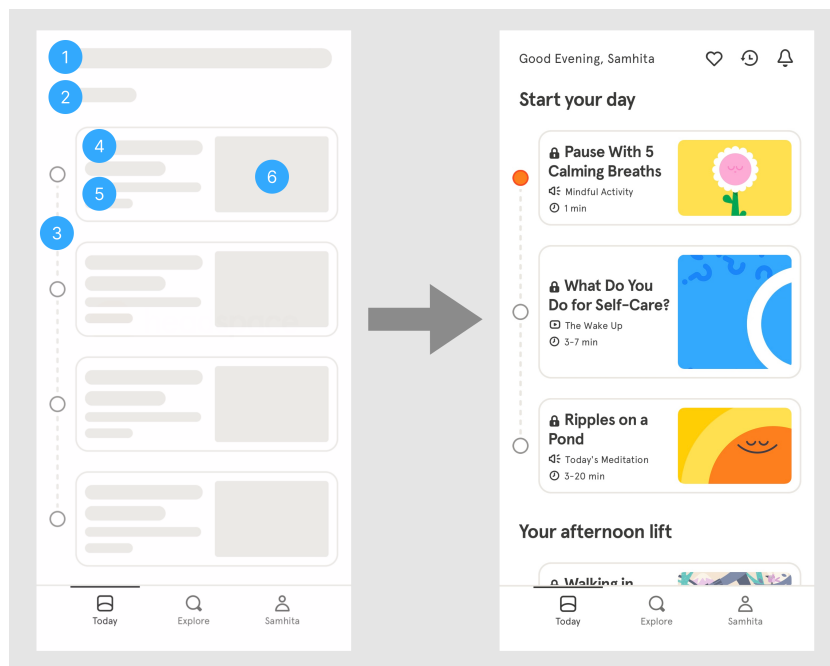 1
2
4
5
6
3
Today
Explore
Samhita
Good Evening, Samhita
Start your day
Pause With 5
Calming Breaths
Mindful Activity
1 min
What Do You
Do for Self-Care?
The Wake Up
3-7 min
Ripples on a
Pond
Today's Meditation
3-20 min
Your afternoon lift
Walking in
Today
Explore
Samhita